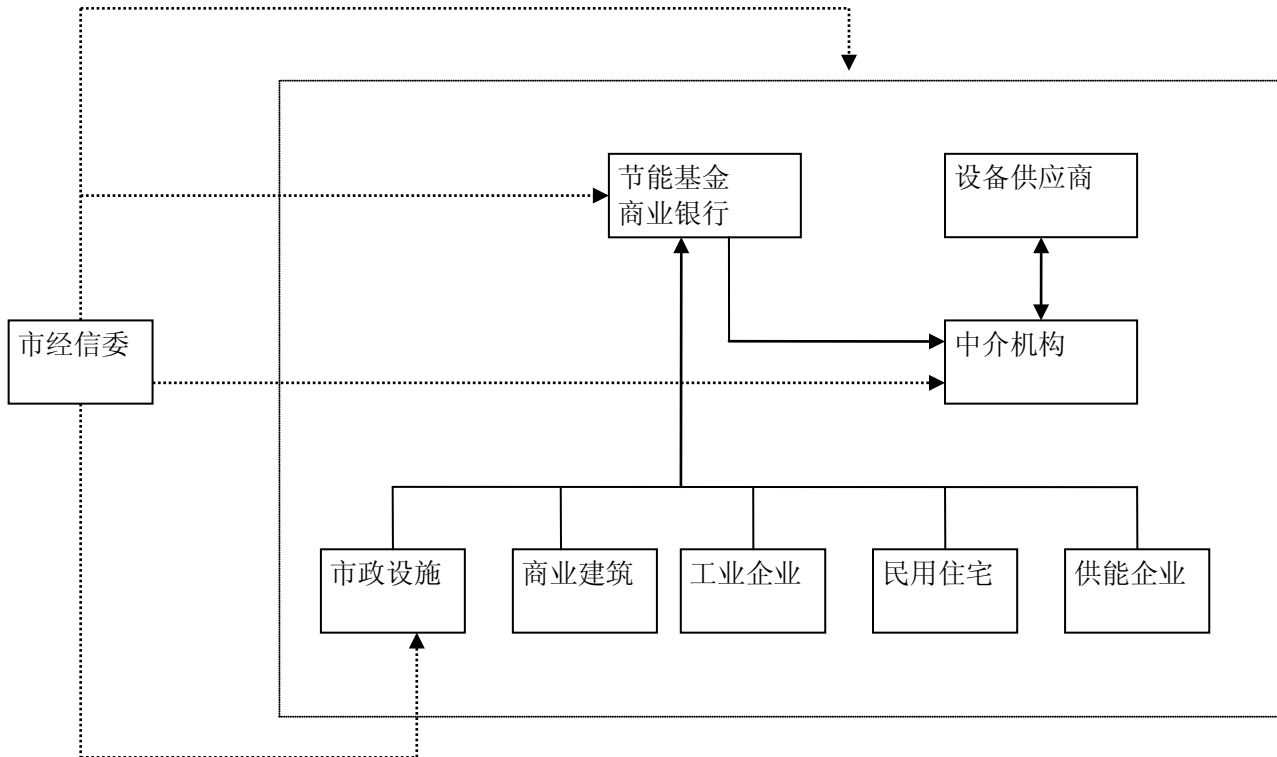 节能基金
商业银行
设备供应商
市经信委
中介机构
市政设施
商业建筑
工业企业
民用住宅
供能企业